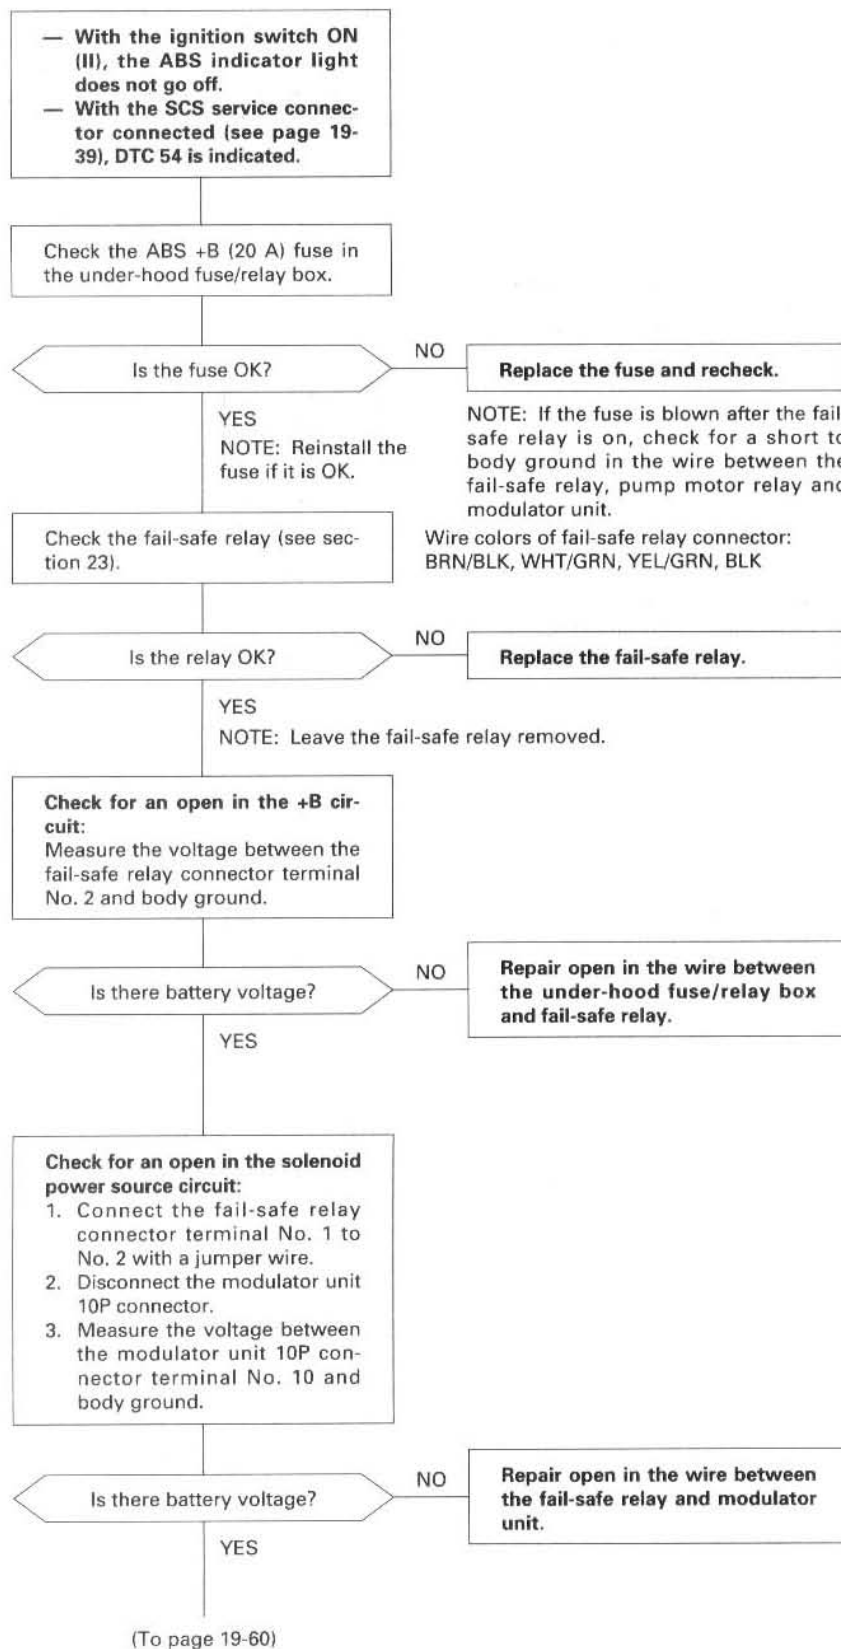 — With the ignition switch ON
(II), the ABS indicator light
does not go off.
— With the SCS service connec-
tor connected (see page 19-
39), DTC 54 is indicated.
Check the ABS +B (20 A) fuse in
the under-hood fuse/relay box.
Is the fuse OK?
NO
Replace the fuse and recheck.
YES
NOTE: Reinstall the
fuse if it is OK.
NOTE: If the fuse is blown after the fail-
safe relay is on, check for a short to
body ground in the wire between the
fail-safe relay, pump motor relay and
modulator unit.
Check the fail-safe relay (see sec-
tion 23).
Wire colors of fail-safe relay connector:
BRN/BLK, WHT/GRN, YEL/GRN, BLK
Is the relay OK?
NO
Replace the fail-safe relay.
YES
NOTE: Leave the fail-safe relay removed.
Check for an open in the +B cir-
cuit:
Measure the voltage between the
fail-safe relay connector terminal
No. 2 and body ground.
Is there battery voltage?
NO
Repair open in the wire between
the under-hood fuse/relay box
and fail-safe relay.
YES
Check for an open in the solenoid
power source circuit:
1. Connect the fail-safe relay
connector terminal No. 1 to
No. 2 with a jumper wire.
2. Disconnect the modulator unit
10P connector.
3. Measure the voltage between
the modulator unit 10P con-
nector terminal No. 10 and
body ground.
Is there battery voltage?
NO
Repair open in the wire between
the fail-safe relay and modulator
unit.
YES
(To page 19-60)